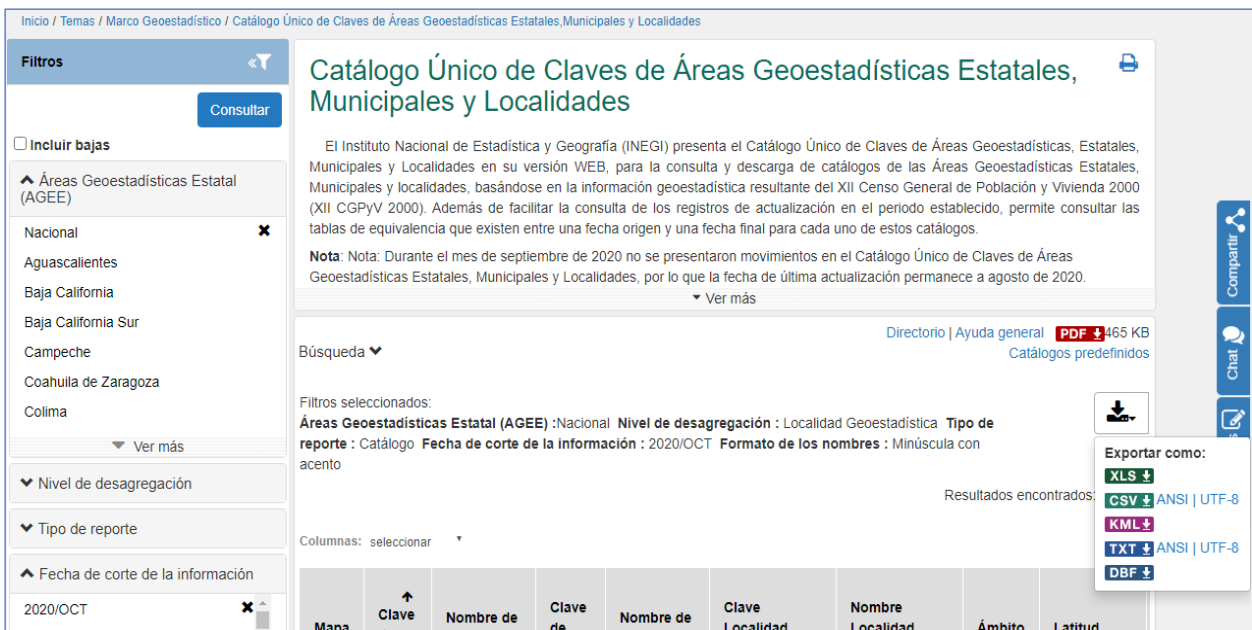 Inicio / Temas / Marco Geoestadístico / Catálogo Único de Claves de Áreas Geoestadísticas Estatales,Municipales y Localidades
Filtros
Consultar
Incluir bajas
Áreas Geoestadísticas Estatal
(AGEE)
Nacional
Aguascalientes
Baja California
Baja California Sur
Campeche
Coahuila de Zaragoza
Colima
Ver más
Nivel de desagregación
Tipo de reporte
Fecha de corte de la información
2020/OCT
Catálogo Único de Claves de Áreas Geoestadísticas Estatales,
Municipales y Localidades
El Instituto Nacional de Estadística y Geografía (INEGI) presenta el Catálogo Único de Claves de Áreas Geoestadísticas, Estatales,
Municipales y Localidades en su versión WEB, para la consulta y descarga de catálogos de las Áreas Geoestadísticas Estatales,
Municipales y localidades, basándose en la información geoestadística resultante del XII Censo General de Población y Vivienda 2000
(XII CGPyV 2000). Además de facilitar la consulta de los registros de actualización en el periodo establecido, permite consultar las
tablas de equivalencia que existen entre una fecha origen y una fecha final para cada uno de estos catálogos.
Nota: Nota: Durante el mes de septiembre de 2020 no se presentaron movimientos en el Catálogo Único de Claves de Áreas
Geoestadísticas Estatales, Municipales y Localidades, por lo que la fecha de última actualización permanece a agosto de 2020.
Ver más
Directorio | Ayuda general PDF 465 KB
Búsqueda
Catálogos predefinidos
Filtros seleccionados:
Áreas Geoestadísticas Estatal (AGEE) :Nacional Nivel de desagregación : Localidad Geoestadística Tipo de
reporte : Catálogo Fecha de corte de la información : 2020/OCT Formato de los nombres : Minúscula con
acento
Resultados encontrados:
Columnas: seleccionar
Mapa
Clave
Nombre de
Clave
de
Nombre de
Clave
Localidad
Nombre
Localidad
Ámbito
Latitud
Exportar como:
XLS
CSV ANSI | UTF-8
KML
TXT ANSI | UTF-8
DBF
Compartir
Chat